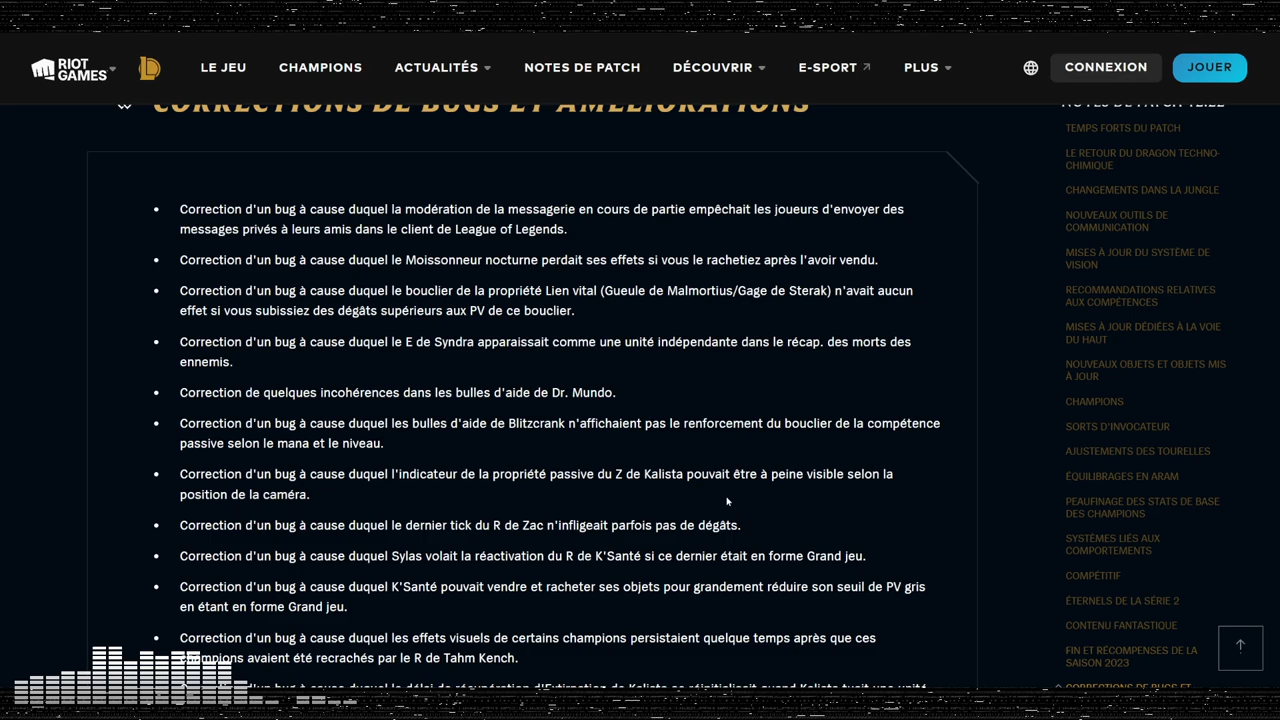 RIOT GAMES
LE JEU
CHAMPIONS
ACTUALITÉS
NOTES DE PATCH
DÉCOUVRIR
E-SPORT
PLUS
CONNEXION
JOUER
CORRECTIONS DE BUGS ET AMÉLIORATIONS
Correction d'un bug à cause duquel la modération de la messagerie en cours de partie empêchait les joueurs d'envoyer des
messages privés à leurs amis dans le client de League of Legends.
Correction d'un bug à cause duquel le Moissonneur nocturne perdait ses effets si vous le rachetiez après l'avoir vendu.
Correction d'un bug à cause duquel le bouclier de la propriété Lien vital (Gueule de Malmortius/Gage de Sterak) n'avait aucun
effet si vous subissiez des dégâts supérieurs aux PV de ce bouclier.
Correction d'un bug à cause duquel le E de Syndra apparaissait comme une unité indépendante dans le récap. des morts des
ennemis.
Correction de quelques incohérences dans les bulles d'aide de Dr. Mundo.
Correction d'un bug à cause duquel les bulles d'aide de Blitzcrank n'affichaient pas le renforcement du bouclier de la compétence
passive selon le mana et le niveau.
Correction d'un bug à cause duquel l'indicateur de la propriété passive du Z de Kalista pouvait être à peine visible selon la
position de la caméra.
Correction d'un bug à cause duquel le dernier tick du R de Zac n'infligeait parfois pas de dégâts.
Correction d'un bug à cause duquel Sylas volait la réactivation du R de K'Santé si ce dernier était en forme Grand jeu.
Correction d'un bug à cause duquel K'Santé pouvait vendre et racheter ses objets pour grandement réduire son seuil de PV gris
en étant en forme Grand jeu.
Correction d'un bug à cause duquel les effets visuels de certains champions persistaient quelque temps après que ces
champions avaient été recrachés par le R de Tahm Kench.
NOTES DE PATCH
TEMPS FORTS DU PATCH
LE RETOUR DU DRAGON TECHNO-
CHIMIQUE
CHANGEMENTS DANS LA JUNGLE
NOUVEAUX OUTILS DE
COMMUNICATION
MISES À JOUR DU SYSTÈME DE
VISION
RECOMMANDATIONS RELATIVES
AUX COMPÉTENCES
MISES À JOUR DÉDIÉES À LA VOIE
DU HAUT
NOUVEAUX OBJETS ET OBJETS MIS
À JOUR
CHAMPIONS
SORTS D'INVOCATEUR
AJUSTEMENTS DES TOURELLES
ÉQUILIBRAGES EN ARAM
PEAUFINAGE DES STATS DE BASE
DES CHAMPIONS
SYSTÈMES LIÉS AUX
COMPORTEMENTS
COMPÉTITIF
ÉTERNELS DE LA SÉRIE 2
CONTENU FANTASTIQUE
FIN ET RÉCOMPENSES DE LA
SAISON 2023
CORRECTIONS DE BUGS ET